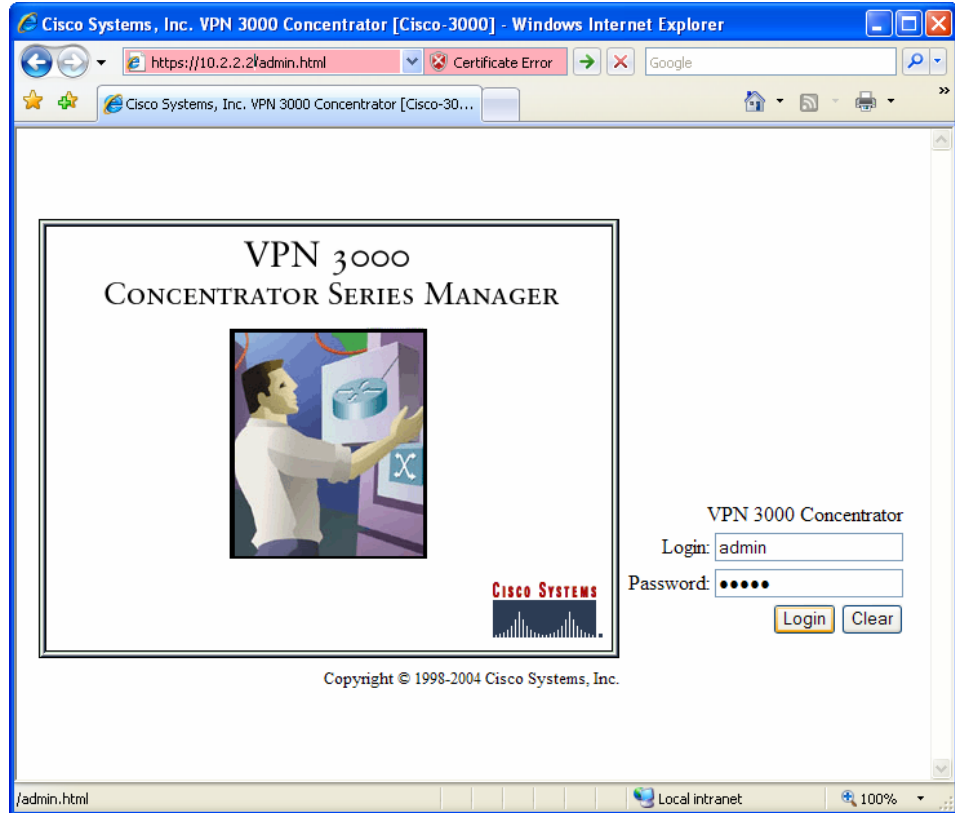 Cisco Systems, Inc. VPN 3000 Concentrator [Cisco-3000] - Windows Internet Explorer
https://10.2.2.2/admin.html
Certificate Error
Google
Cisco Systems, Inc. VPN 3000 Concentrator [Cisco-30...
VPN 3000
CONCENTRATOR SERIES MANAGER
CISCO SYSTEMS
VPN 3000 Concentrator
Login: admin
Password: •••••
Login Clear
Copyright © 1998-2004 Cisco Systems, Inc.
/admin.html
Local intranet
100%